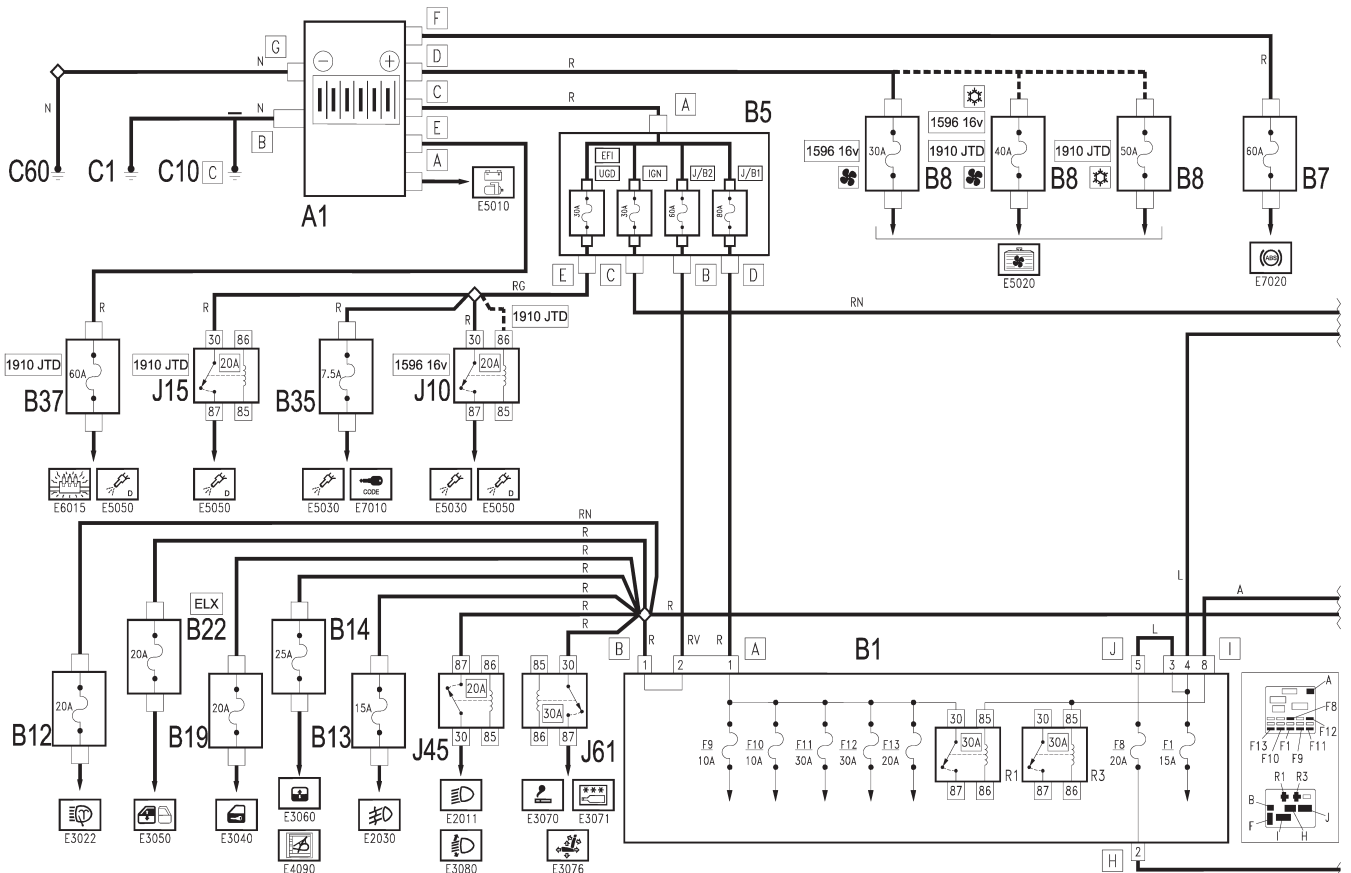 F
G
N
D
R
C
R
A
B5
E
N
B
A
C60
C1
C10
C
N
A1
E5010
EFI
UGD
IGN
J/B2
J/B1
30A
30A
60A
80A
E
C
B
D
1596 16v
30A
B8
1596 16v
1910 JTD
40A
B8
1910 JTD
50A
B8
R
60A
B7
E5020
ABS
E7020
RG
RN
R
1910 JTD
60A
B37
R
30
86
1910 JTD
20A
J15
87
85
R
7.5A
B35
R
1910 JTD
30
86
1596 16v
20A
J10
87
85
D
D
CODE
D
E6015
E5050
E5050
E5030
E7010
E5030
E5050
RN
R
R
R
R
R
R
L
A
20A
B12
ELX
20A
B22
20A
B19
25A
B14
15A
B13
87
86
20A
30
85
J45
85
30
30A
86
87
J61
B
R
RV
R
A
B1
J
L
I
1
2
1
5
3
4
8
F9
10A
F10
10A
F11
30A
F12
30A
F13
20A
30
85
30A
87
86
R1
30
85
30A
87
86
R3
F8
20A
F1
15A
H
2
A
F8
F12
F13
F1
F11
F10
F9
R1
R3
B
F
J
I
H
E3022
E3050
E3040
E3060
E4090
E2030
E2011
E3080
E3070
E3071
E3076